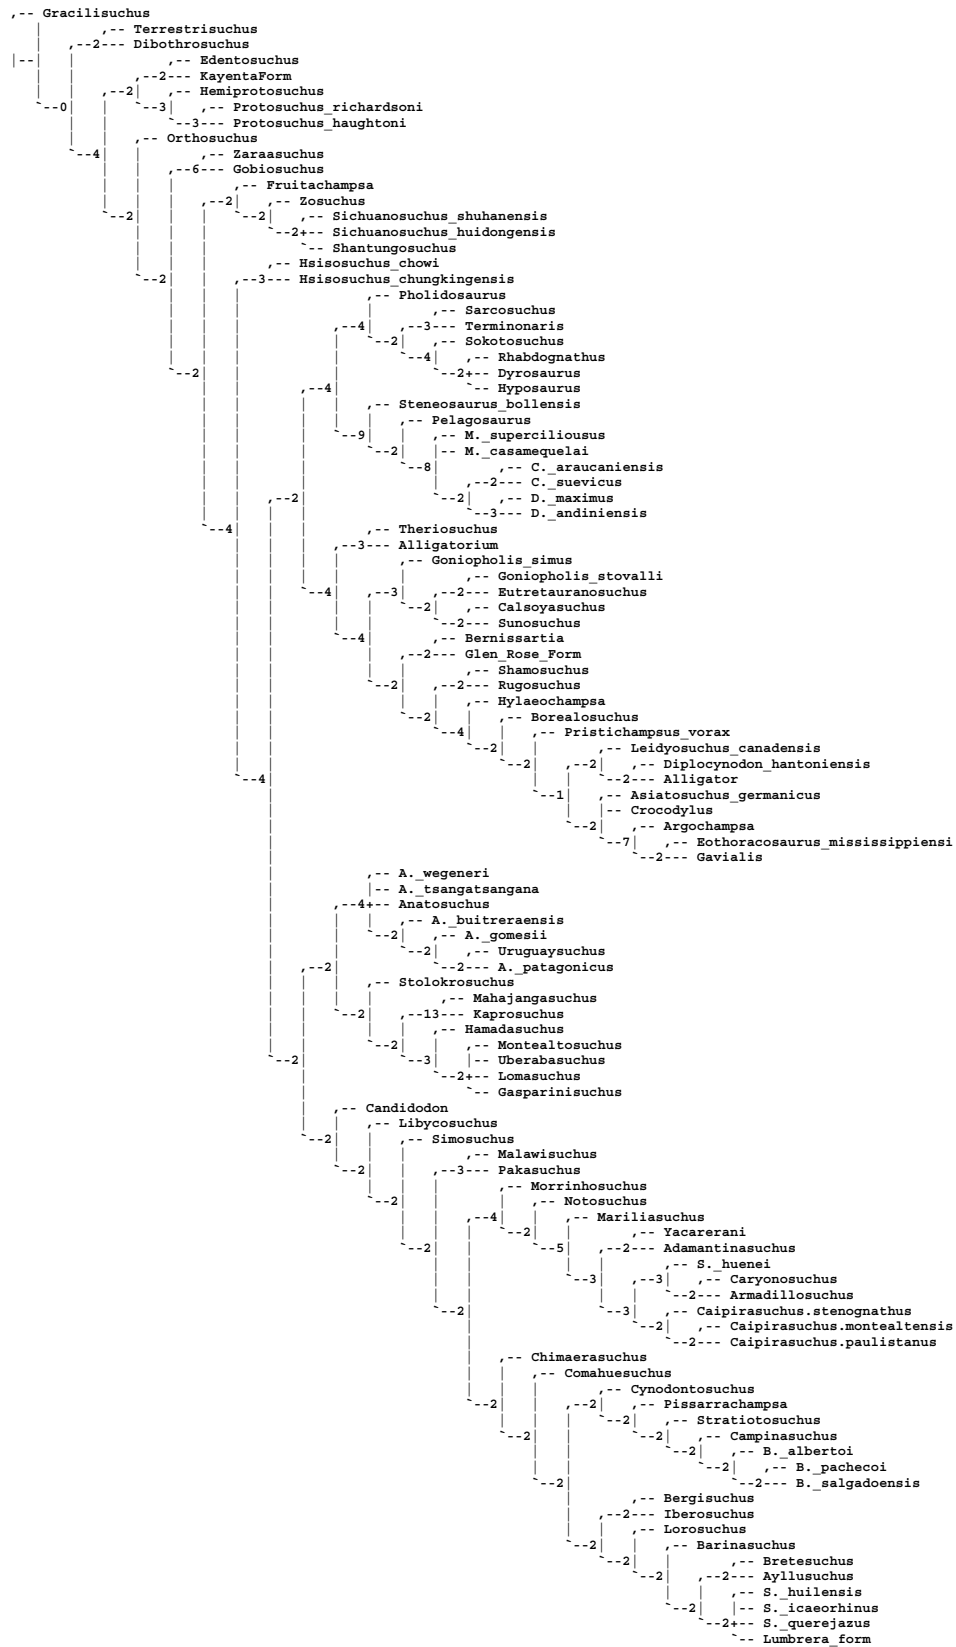 ,-- Gracilisuchus
,-- Terrestrisuchus
,--2--- Dibothrosuchus
|--| ,-- Edentosuchus
,--2--- KayentaForm
,--2| ,-- Hemiprotosuchus
`--0| `--3| ,-- Protosuchus_richardsoni
`--3--- Protosuchus_haughtoni
,-- Orthosuchus
`--4| ,-- Zaraasuchus
,--6--- Gobiosuchus
,-- Fruitachampsa
,--2| ,-- Zosuchus
`--2| `--2| ,-- Sichuanosuchus_shuhanensis
`--2+-- Sichuanosuchus_huidongensis
`-- Shantungosuchus
,-- Hsisosuchus_chowi
`--2| ,--3--- Hsisosuchus_chungkingensis
,-- Pholidosaurus
,-- Sarcosuchus
,--4| ,--3--- Terminonaris
`--2| ,-- Sokotosuchus
`--4| ,-- Rhabdognathus
`--2| `--2+-- Dyrosaurus
,--4| `-- Hyposaurus
,-- Steneosaurus_bollensis
,-- Pelagosaurus
`--9| ,-- M._superciliousus
`--2| |-- M._casamequelai
`--8| ,-- C._araucaniensis
,--2--- C._suevicus
,--2| `--2| ,-- D._maximus
`--3--- D._andiniensis
`--4| ,-- Theriosuchus
,--3--- Alligatorium
,-- Goniopholis_simus
,-- Goniopholis_stovalli
`--4| ,--3| ,--2--- Eutretauranosuchus
`--2| ,-- Calsoyasuchus
`--2--- Sunosuchus
`--4| ,-- Bernissartia
,--2--- Glen_Rose_Form
,-- Shamosuchus
`--2| ,--2--- Rugosuchus
,-- Hylaeochampsa
`--2| ,-- Borealosuchus
`--4| ,-- Pristichampsus_vorax
`--2| ,-- Leidyosuchus_canadensis
`--2| ,--2| ,-- Diplocynodon_hantoniensis
`--4| `--2--- Alligator
`--1| ,-- Asiatosuchus_germanicus
|-- Crocodylus
`--2| ,-- Argochampsa
`--7| ,-- Eothoracosaurus_mississippiensi
`--2--- Gavialis
,-- A._wegeneri
|-- A._tsangatsangana
,--4+-- Anatosuchus
,-- A._buitreraensis
`--2| ,-- A._gomesii
`--2| ,-- Uruguaysuchus
,--2| `--2--- A._patagonicus
,-- Stolokrosuchus
,-- Mahajangasuchus
`--2| ,--13--- Kaprosuchus
,-- Hamadasuchus
`--2| ,-- Montealtosuchus
`--2| `--3| |-- Uberabasuchus
`--2+-- Lomasuchus
`-- Gasparinisuchus
,-- Candidodon
,-- Libycosuchus
`--2| ,-- Simosuchus
,-- Malawisuchus
`--2| ,--3--- Pakasuchus
,-- Morrinhosuchus
`--2| ,-- Notosuchus
,--4| ,-- Mariliasuchus
`--2| ,-- Yacarerani
`--2| `--5| ,--2--- Adamantinasuchus
,-- S._huenei
`--3| ,--3| ,-- Caryonosuchus
`--2--- Armadillosuchus
`--2| `--3| ,-- Caipirasuchus.stenognathus
`--2| ,-- Caipirasuchus.montealtensis
`--2--- Caipirasuchus.paulistanus
,-- Chimaerasuchus
,-- Comahuesuchus
,-- Cynodontosuchus
`--2| ,--2| ,-- Pissarrachampsa
`--2| ,-- Stratiotosuchus
`--2| `--2| ,-- Campinasuchus
`--2| ,-- B._albertoi
`--2| ,-- B._pachecoi
`--2| `--2--- B._salgadoensis
,-- Bergisuchus
,--2--- Iberosuchus
,-- Lorosuchus
`--2| ,-- Barinasuchus
`--2| ,-- Bretesuchus
`--2| ,--2--- Ayllusuchus
,-- S._huilensis
`--2| |-- S._icaeorhinus
`--2+-- S._querejazus
`-- Lumbrera_form